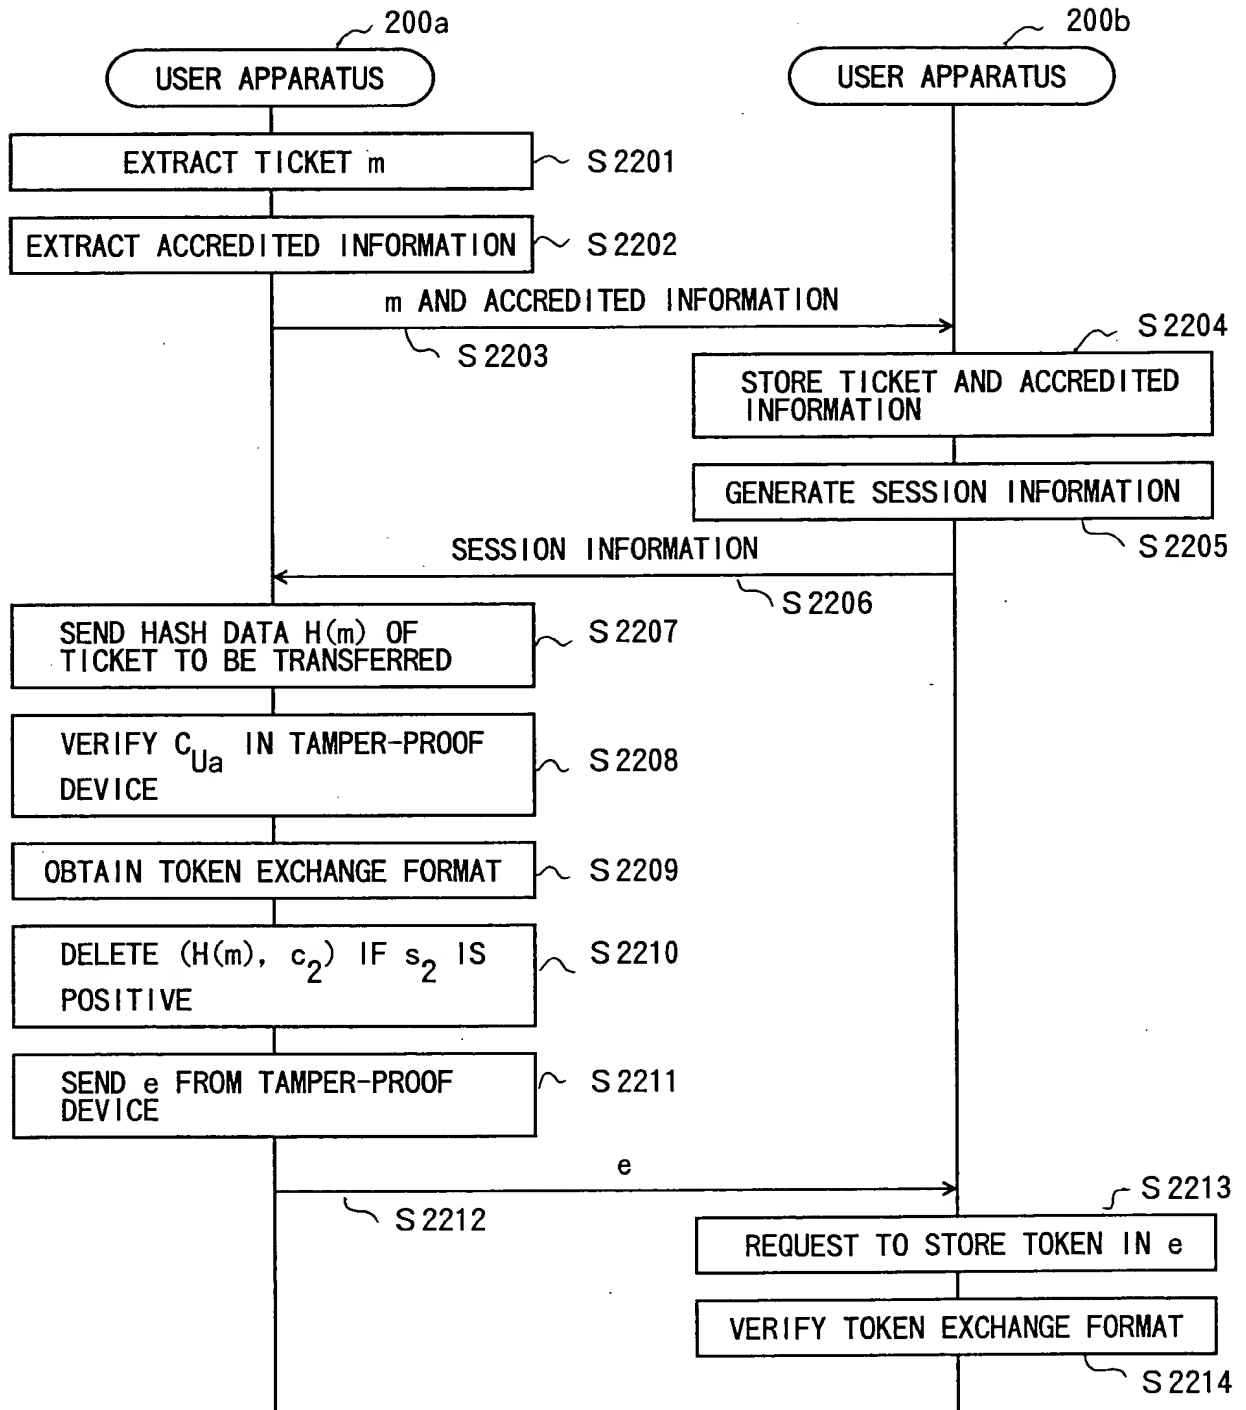 200a
200b
USER APPARATUS
USER APPARATUS
EXTRACT TICKET m
S2201
EXTRACT ACCREDITED INFORMATION
S2202
m AND ACCREDITED INFORMATION
S2203
S2204
STORE TICKET AND ACCREDITED
INFORMATION
GENERATE SESSION INFORMATION
S2205
SESSION INFORMATION
S2206
SEND HASH DATA H(m) OF
TICKET TO BE TRANSFERRED
S2207
VERIFY C_Ua IN TAMPER-PROOF
DEVICE
S2208
OBTAIN TOKEN EXCHANGE FORMAT
S2209
DELETE (H(m), c_2) IF s_2 IS
POSITIVE
S2210
SEND e FROM TAMPER-PROOF
DEVICE
S2211
e
S2212
S2213
REQUEST TO STORE TOKEN IN e
VERIFY TOKEN EXCHANGE FORMAT
S2214